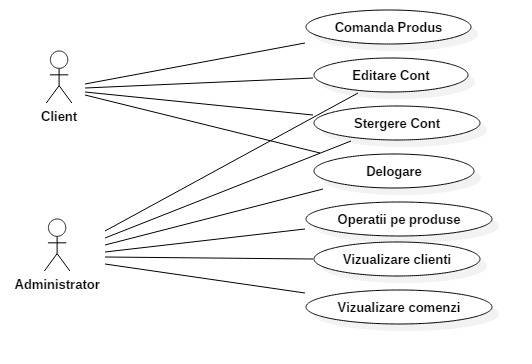 Comanda Produs
Editare Cont
Client
Stergere Cont
Delogare
Operatii pe produse
Vizualizare clienti
Administrator
Vizualizare comenzi